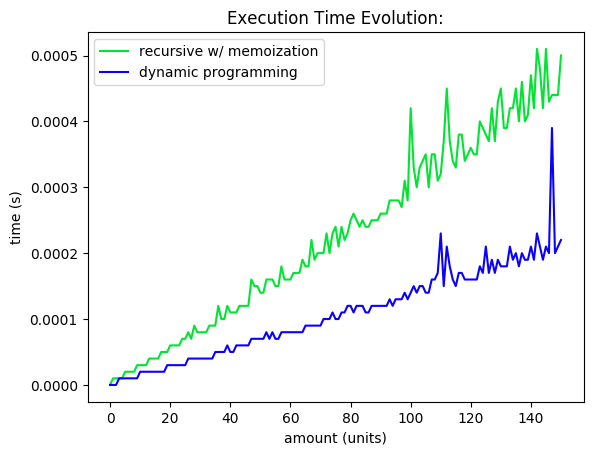 Execution Time Evolution:
recursive w/ memoization
dynamic programming
0.0005
0.0004
0.0003
0.0002
0.0001
0.0000
time (s)
0 20 40 60 80 100 120 140
amount (units)